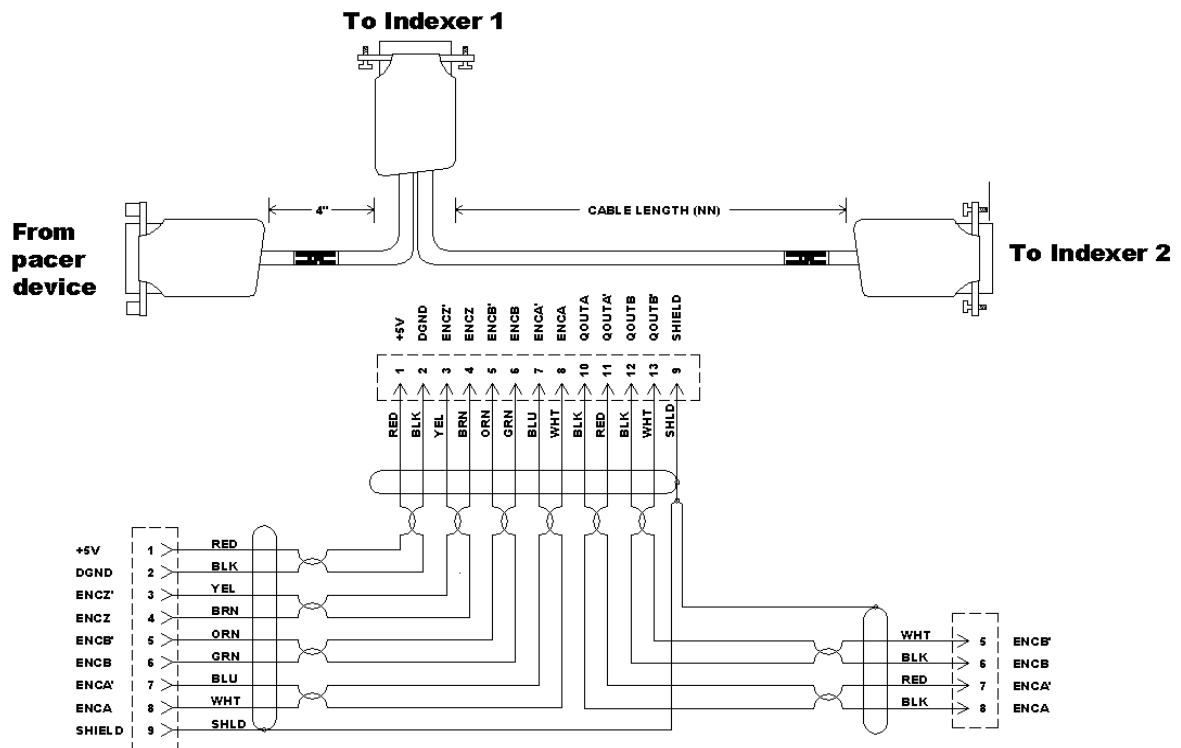 To Indexer 1
4"
CABLE LENGTH (NN)
From
pacer
device
To Indexer 2
+5V
DGND
ENCZ'
ENCZ
ENCB'
ENCB
ENCA'
ENCA
QOUTA
QOUTA'
QOUTB
QOUTB'
SHIELD
1 2 3 4 5 6 7 8 10 11 12 13 9
RED
BLK
YEL
BRN
ORN
GRN
BLU
WHT
BLK
RED
BLK
WHT
SHLD
+5V 1 RED
DGND 2 BLK
ENCZ' 3 YEL
ENCZ 4 BRN
ENCB' 5 ORN
ENCB 6 GRN
ENCA' 7 BLU
ENCA 8 WHT
SHIELD 9 SHLD
WHT 5 ENCB'
BLK 6 ENCB
RED 7 ENCA'
BLK 8 ENCA